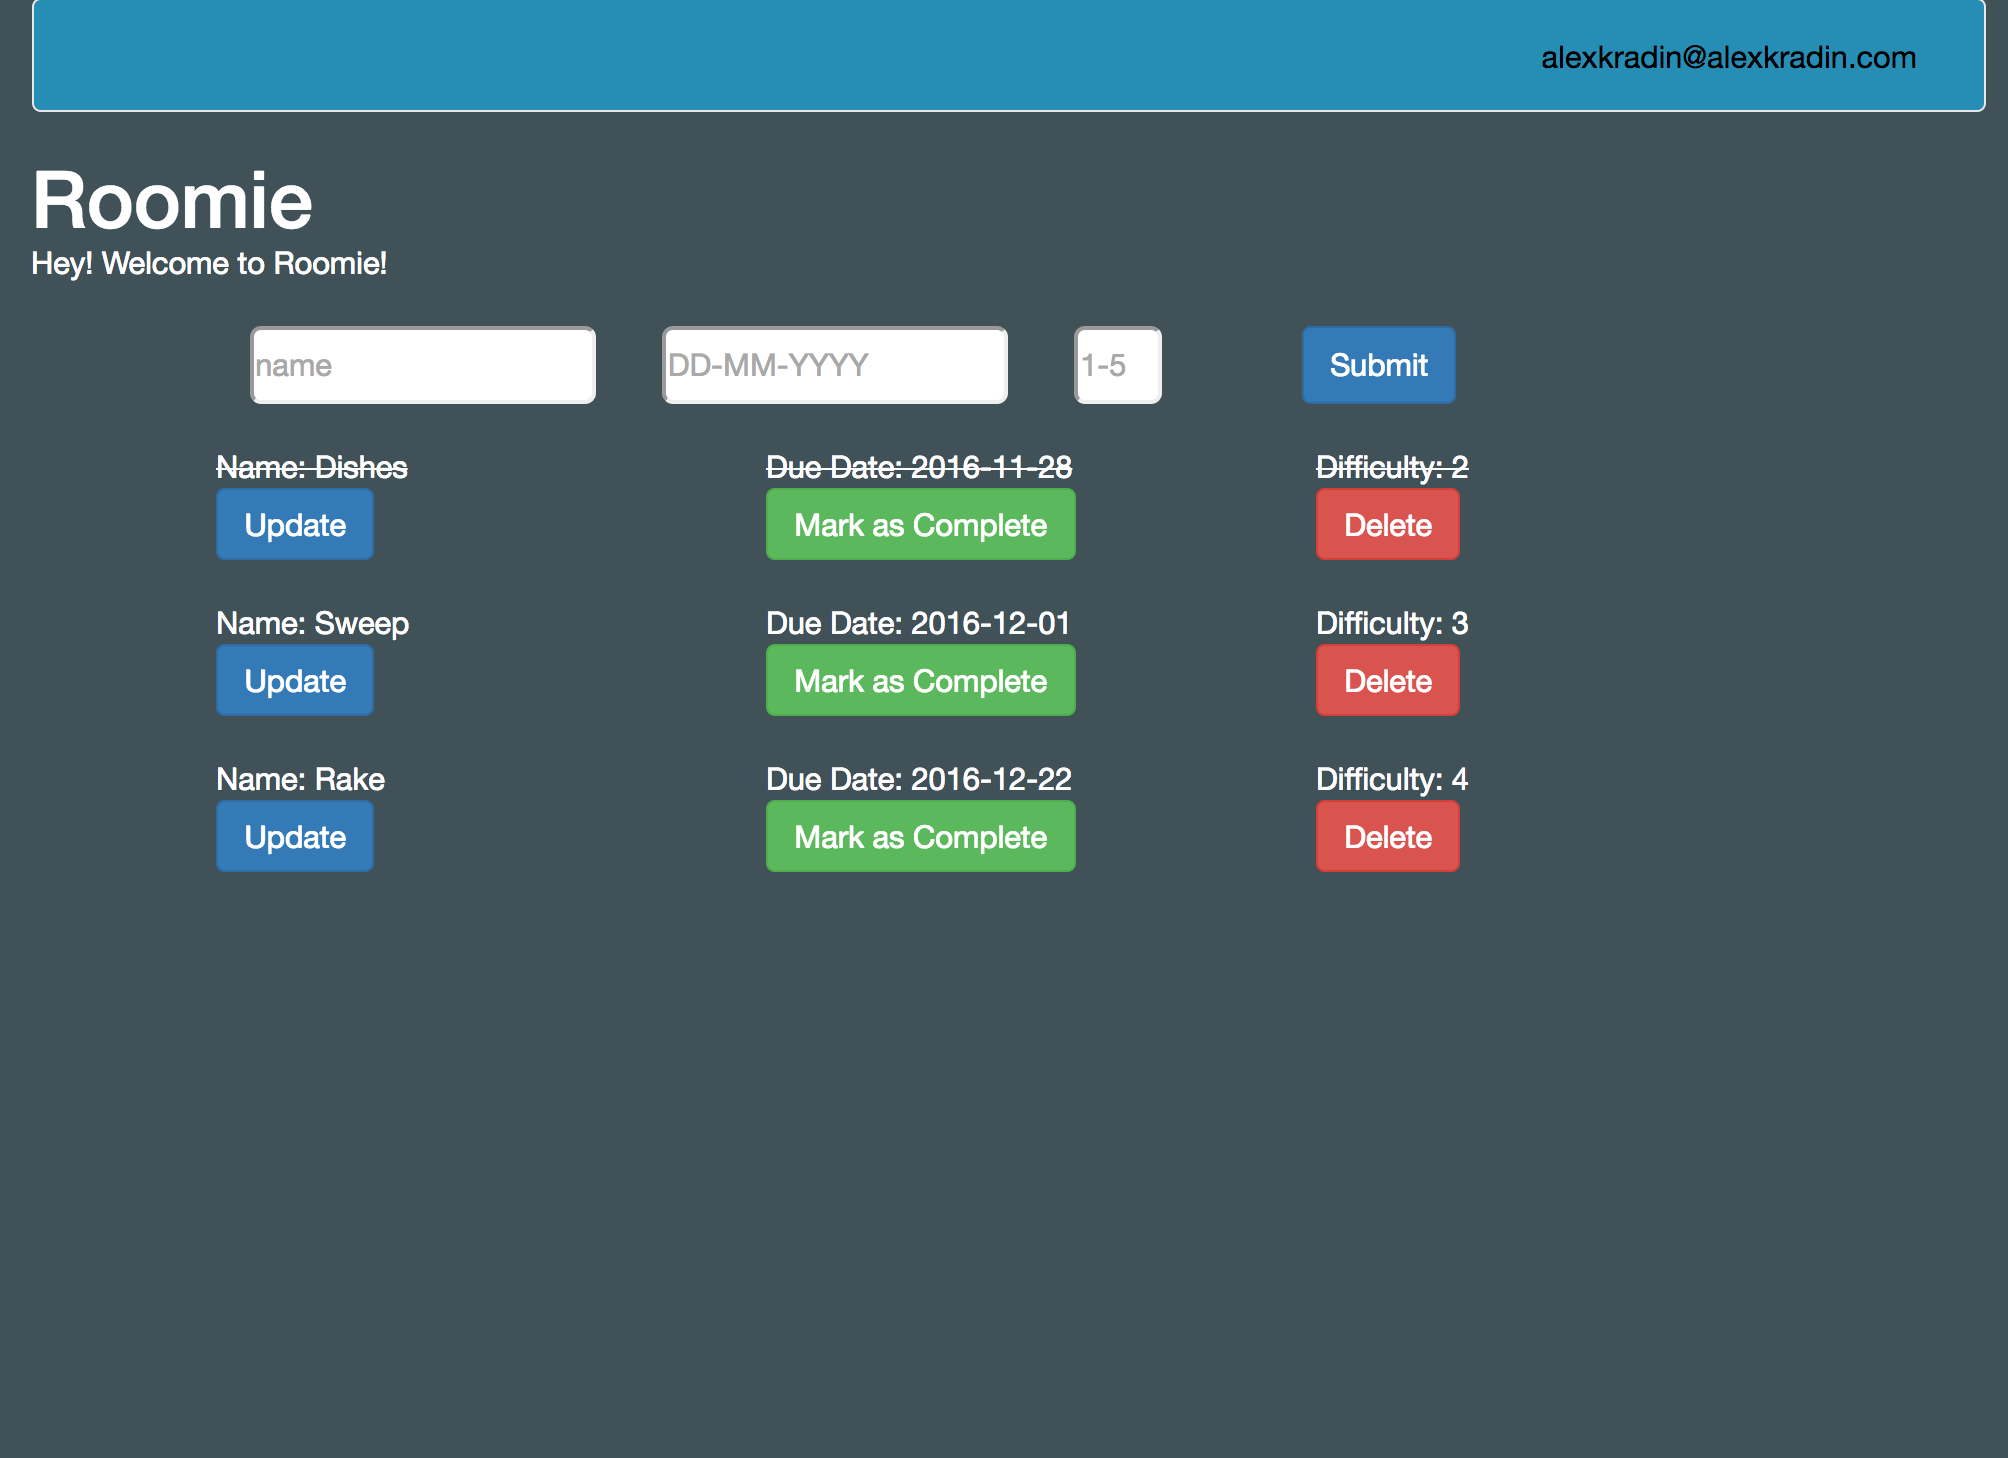 alexkradin@alexkradin.com
Roomie
Hey! Welcome to Roomie!
name DD-MM-YYYY 1-5 Submit
Name: Dishes Due Date: 2016-11-28 Difficulty: 2
Update Mark as Complete Delete
Name: Sweep Due Date: 2016-12-01 Difficulty: 3
Update Mark as Complete Delete
Name: Rake Due Date: 2016-12-22 Difficulty: 4
Update Mark as Complete Delete